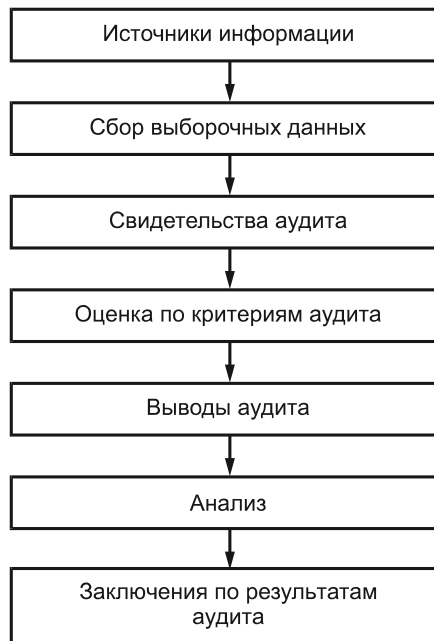 Источники информации
Сбор выборочных данных
Свидетельства аудита
Оценка по критериям аудита
Выводы аудита
Анализ
Заключения по результатам
аудита